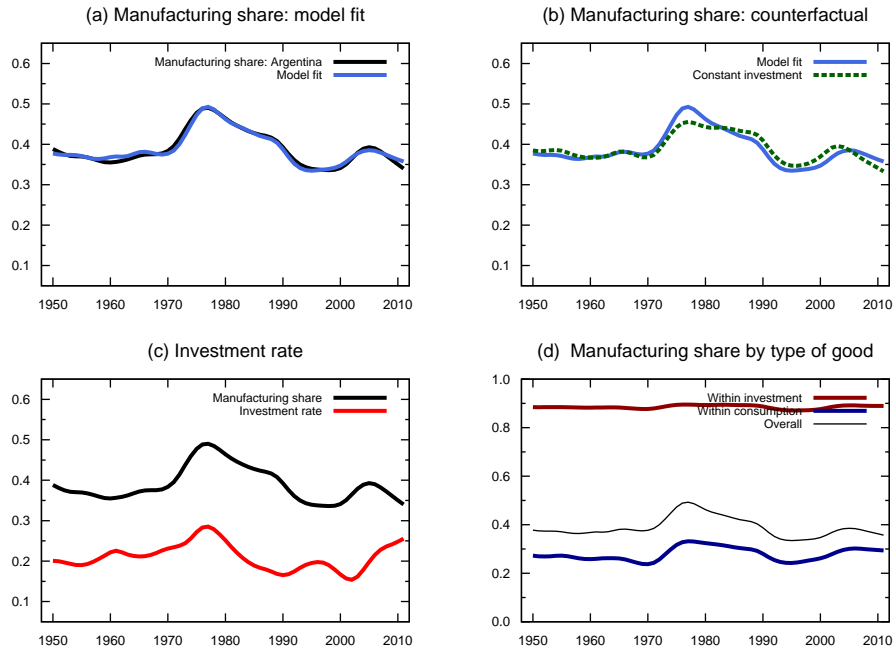 (a) Manufacturing share: model fit
0.6
0.5
0.4
0.3
0.2
0.1
1950 1960 1970 1980 1990 2000 2010
Manufacturing share: Argentina
Model fit
(b) Manufacturing share: counterfactual
0.6
0.5
0.4
0.3
0.2
0.1
1950 1960 1970 1980 1990 2000 2010
Model fit
Constant investment
(c) Investment rate
0.6
0.5
0.4
0.3
0.2
0.1
1950 1960 1970 1980 1990 2000 2010
Manufacturing share
Investment rate
(d) Manufacturing share by type of good
1.0
0.8
0.6
0.4
0.2
0.0
1950 1960 1970 1980 1990 2000 2010
Within investment
Within consumption
Overall